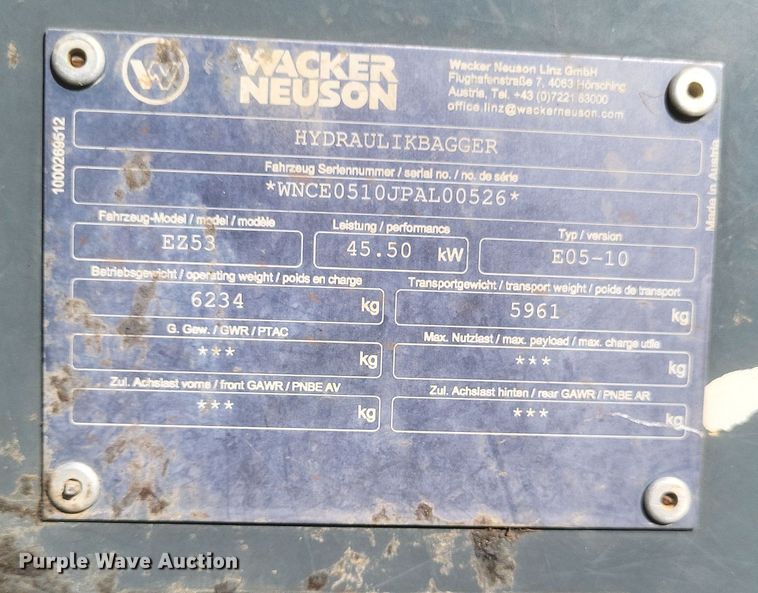 W
WACKER
NEUSON
Wacker Neuson Linz GmbH
Flughafenstraße 7, 4063 Hörsching
Austria, Tel. +43 (0)7221 63000
office.linz@wackerneuson.com
1000269512
HYDRAULIKBAGGER
Fahrzeug Seriennummer / serial no. / no. de série
*WNCE0510JPAL00526*
Made in Austria
Fahrzeug-Model / model / modèle
EZ53
Leistung / performance
45.50 kW
Typ / version
E05-10
Betriebsgewicht / operating weight / poids en charge
6234 kg
Transportgewicht / transport weight / poids de transport
5961 kg
G. Gew. / GWR / PTAC
*** kg
Max. Nutzlast / max. payload / max. charge utile
*** kg
Zul. Achslast vorne / front GAWR / PNBE AV
*** kg
Zul. Achslast hinten / rear GAWR / PNBE AR
*** kg
Purple Wave Auction